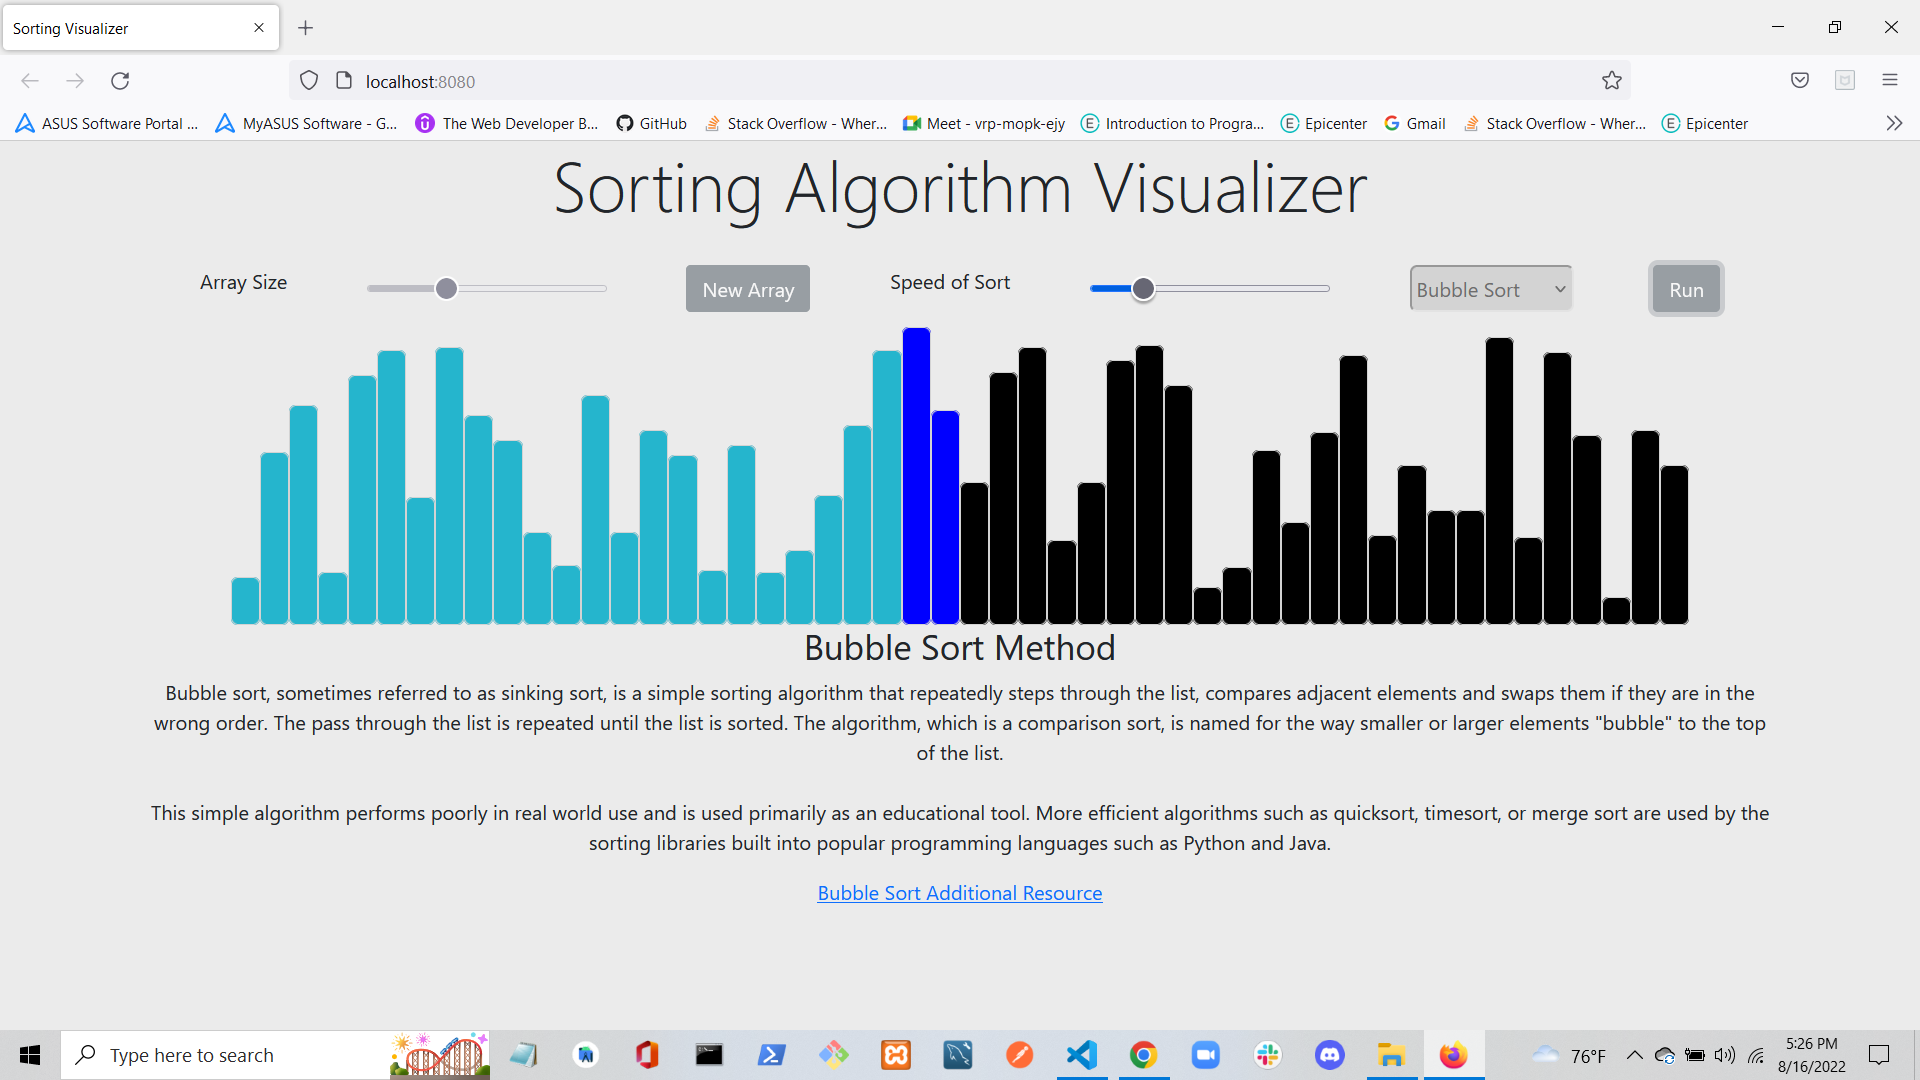 Sorting Visualizer
localhost:8080
ASUS Software Portal ... MyASUS Software - G... The Web Developer B... GitHub Stack Overflow - Wher... Meet - vrp-mopk-ejy Introduction to Progra... Epicenter Gmail Stack Overflow - Wher... Epicenter
Sorting Algorithm Visualizer
Array Size New Array Speed of Sort Bubble Sort Run
Bubble Sort Method
Bubble sort, sometimes referred to as sinking sort, is a simple sorting algorithm that repeatedly steps through the list, compares adjacent elements and swaps them if they are in the
wrong order. The pass through the list is repeated until the list is sorted. The algorithm, which is a comparison sort, is named for the way smaller or larger elements "bubble" to the top
of the list.
This simple algorithm performs poorly in real world use and is used primarily as an educational tool. More efficient algorithms such as quicksort, timesort, or merge sort are used by the
sorting libraries built into popular programming languages such as Python and Java.
Bubble Sort Additional Resource
Type here to search
76°F
5:26 PM
8/16/2022